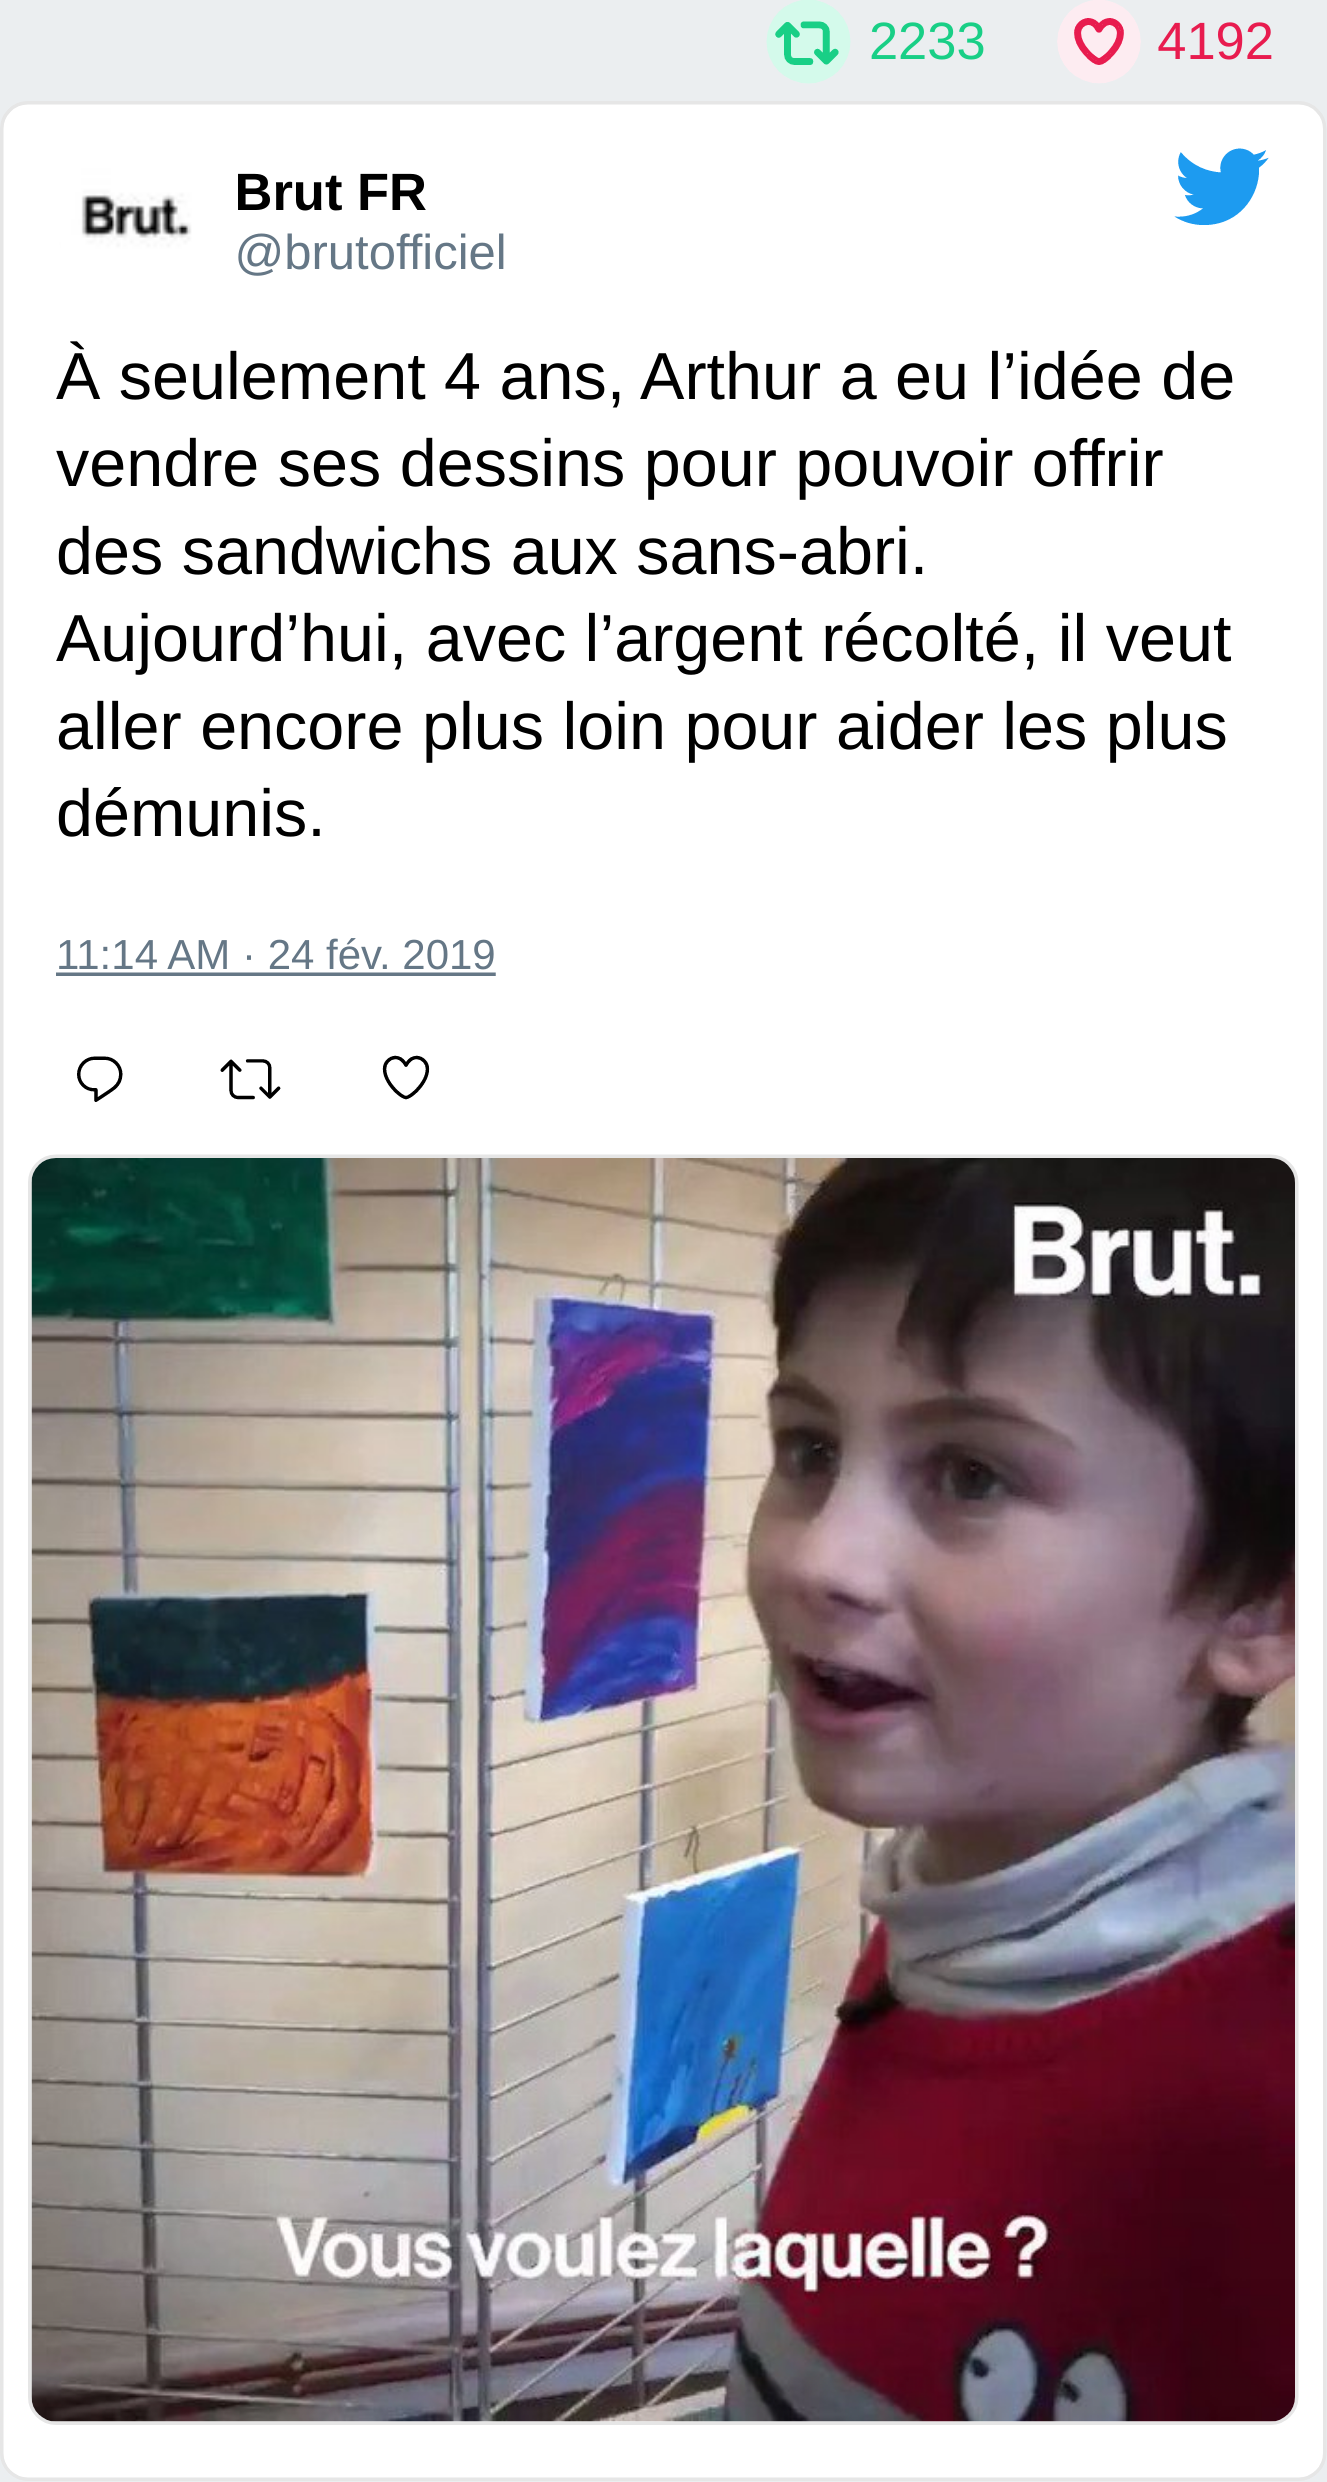 2233 4192
Brut.
Brut FR
@brutofficiel
À seulement 4 ans, Arthur a eu l’idée de
vendre ses dessins pour pouvoir offrir
des sandwichs aux sans-abri.
Aujourd’hui, avec l’argent récolté, il veut
aller encore plus loin pour aider les plus
démunis.
11:14 AM · 24 fév. 2019
Brut.
Vous voulez laquelle ?